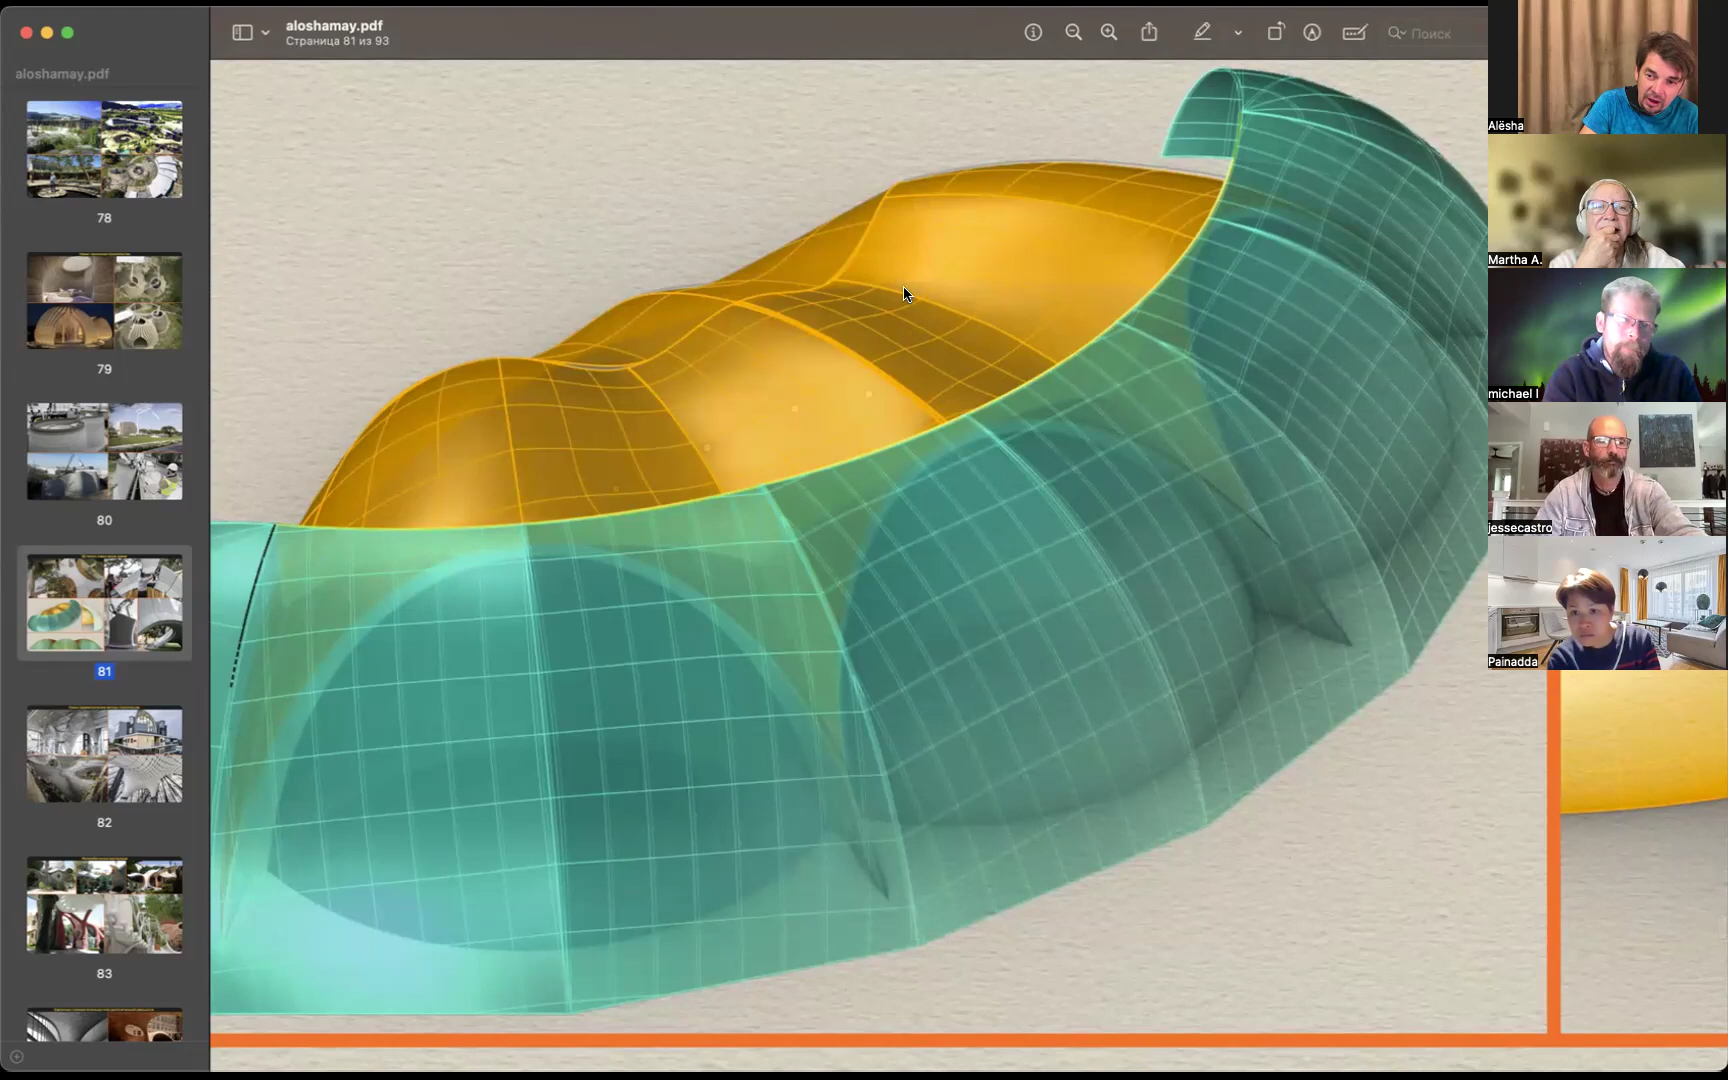 aloshamay.pdf
Страница 81 из 93
Поиск
aloshamay.pdf
78
79
80
81
82
83
Alësha
Martha A.
michael l
jessecastro
Painadda